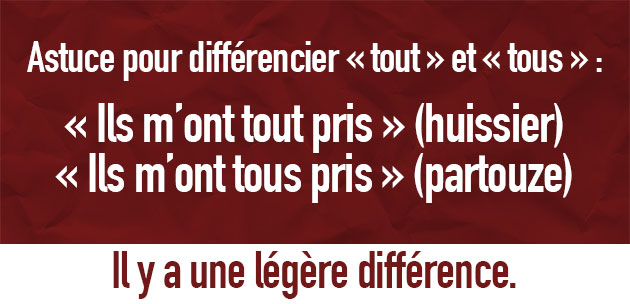 Astuce pour différencier « tout » et « tous » :
« Ils m’ont tout pris » (huissier)
« Ils m’ont tous pris » (partouze)
Il y a une légère différence.